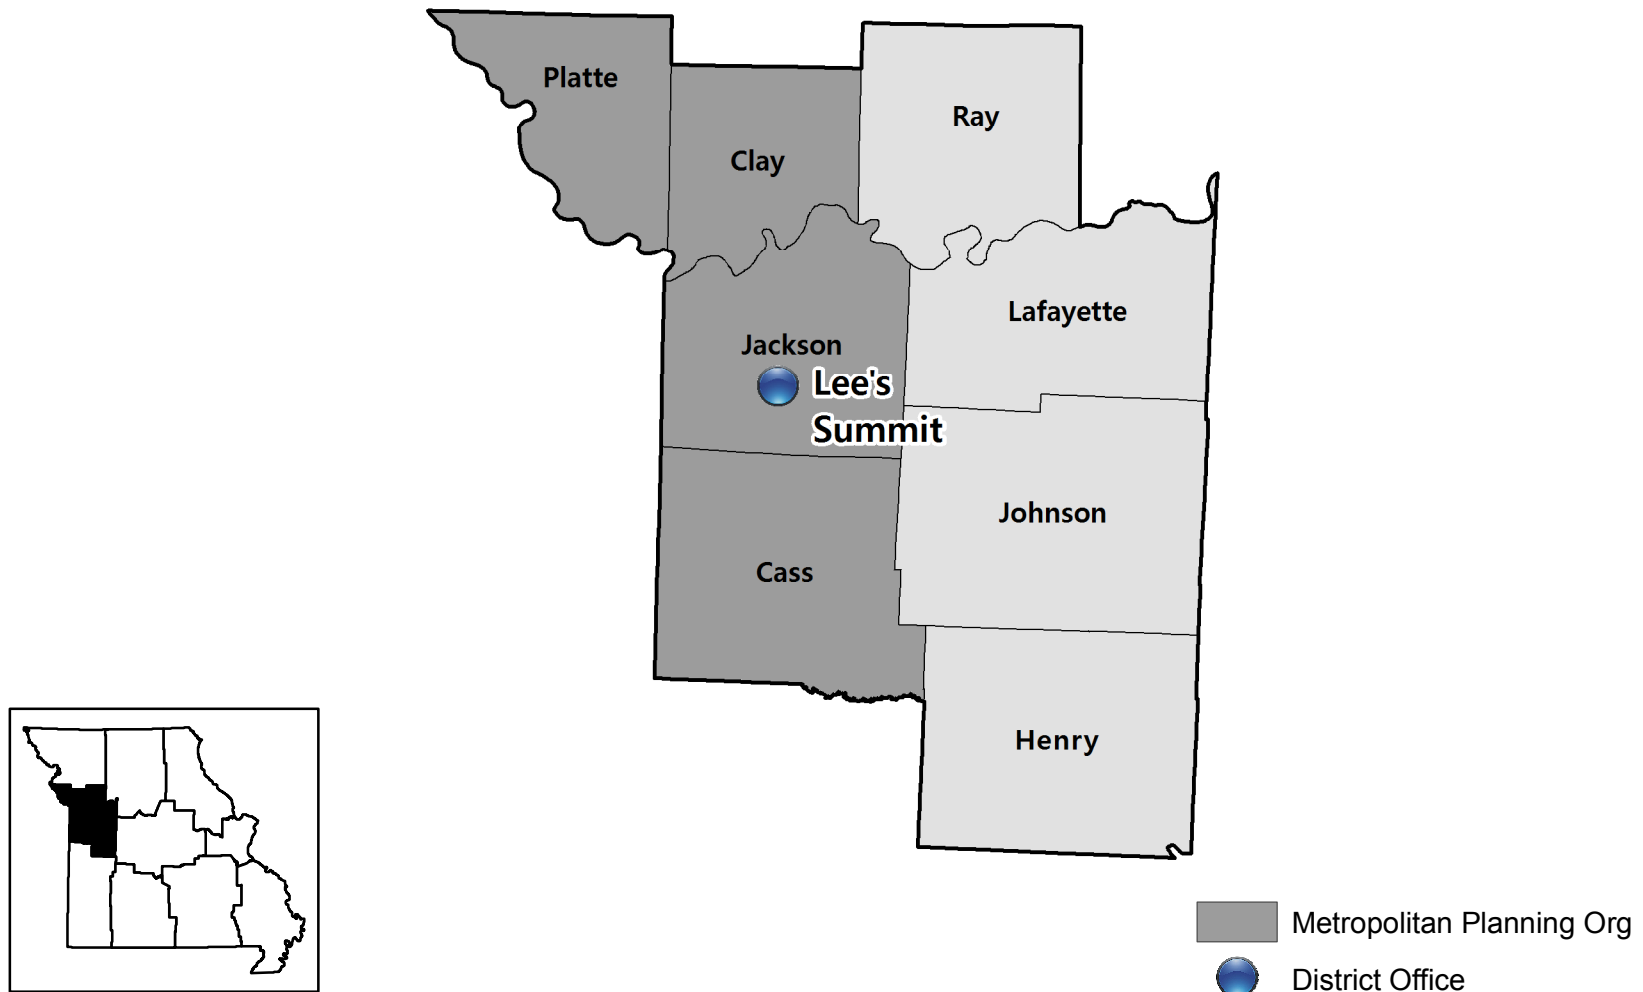 Platte
Ray
Clay
Lafayette
Jackson
Lee's
Summit
Johnson
Cass
Henry
Metropolitan Planning Org
District Office